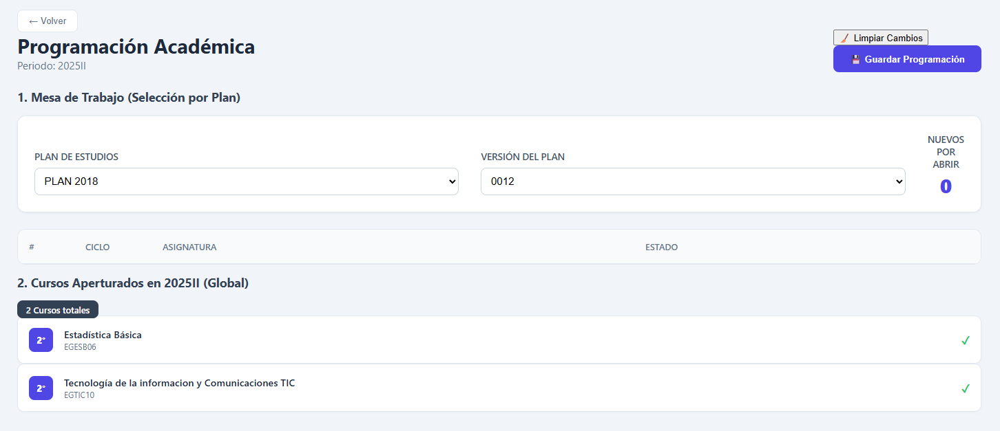 ← Volver
Programación Académica
Periodo: 2025II
🖌️ Limpiar Cambios
💾 Guardar Programación
1. Mesa de Trabajo (Selección por Plan)
PLAN DE ESTUDIOS
PLAN 2018
VERSIÓN DEL PLAN
0012
NUEVOS
POR
ABRIR
0
# CICLO ASIGNATURA ESTADO
2. Cursos Aperturados en 2025II (Global)
2 Cursos totales
2°
Estadística Básica
EGESB06
✓
2°
Tecnología de la informacion y Comunicaciones TIC
EGTIC10
✓